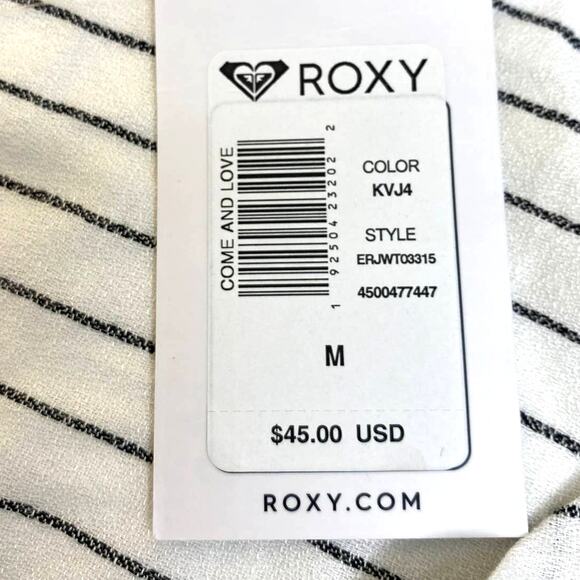 ROXY
COME AND LOVE
1 92504 23202 2
COLOR
KVJ4
STYLE
ERJWT03315
4500477447
M
$45.00 USD
ROXY.COM